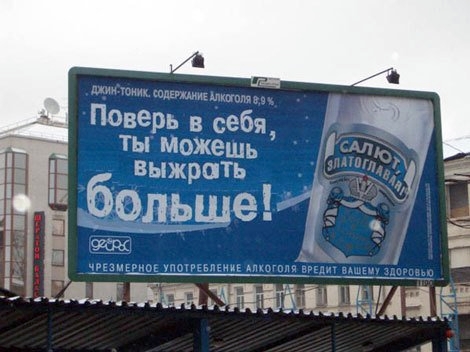 ДЖИН-ТОНИК. СОДЕРЖАНИЕ АЛКОГОЛЯ 8,9 %
Поверь в себя,
ты можешь
выжрать
больше!
САЛЮТ,
ЗЛАТОГЛАВАЯ!
ЧРЕЗМЕРНОЕ УПОТРЕБЛЕНИЕ АЛКОГОЛЯ ВРЕДИТ ВАШЕМУ ЗДОРОВЬЮ